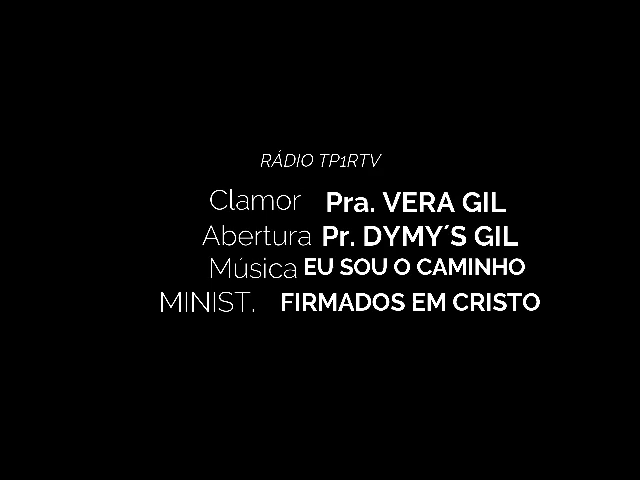 RÁDIO TP1RTV
Clamor Pra. VERA GIL
Abertura Pr. DYMY´S GIL
Música EU SOU O CAMINHO
MINIST. FIRMADOS EM CRISTO